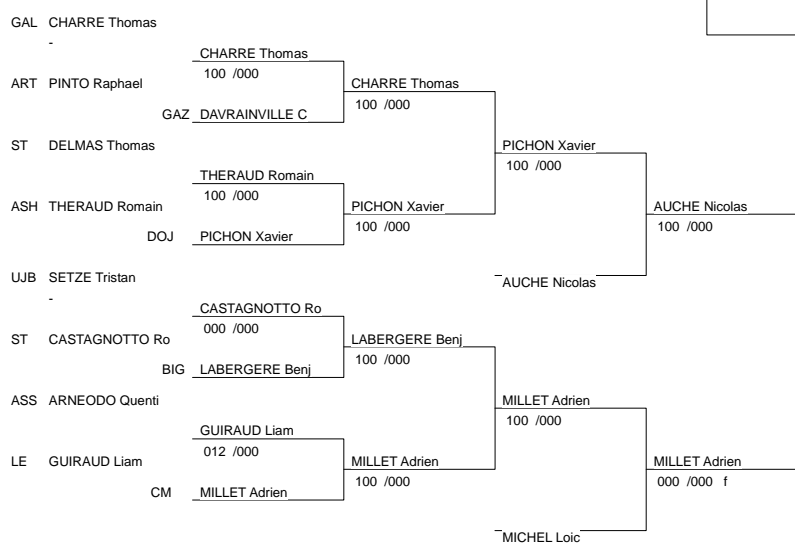 GAL CHARRE Thomas
-
CHARRE Thomas
100 /000
ART PINTO Raphael
CHARRE Thomas
100 /000
GAZ DAVRAINVILLE C
ST DELMAS Thomas
PICHON Xavier
100 /000
THERAUD Romain
100 /000
ASH THERAUD Romain
PICHON Xavier
100 /000
AUCHE Nicolas
100 /000
DOJ PICHON Xavier
UJB SETZE Tristan
-
AUCHE Nicolas
CASTAGNOTTO Ro
000 /000
ST CASTAGNOTTO Ro
LABERGERE Benj
100 /000
BIG LABERGERE Benj
ASS ARNEODO Quenti
MILLET Adrien
100 /000
GUIRAUD Liam
012 /000
LE GUIRAUD Liam
MILLET Adrien
100 /000
MILLET Adrien
000 /000 f
CM MILLET Adrien
MICHEL Loic